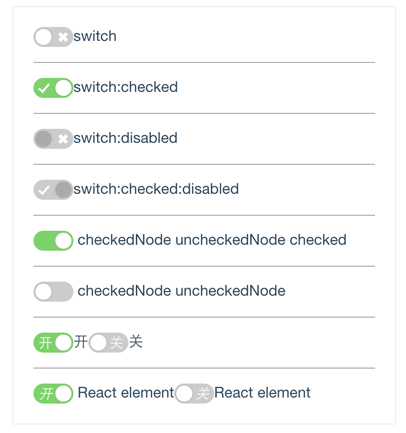 switch
switch:checked
switch:disabled
switch:checked:disabled
checkedNode uncheckedNode checked
checkedNode uncheckedNode
开 开 关 关
开 React element 关 React element